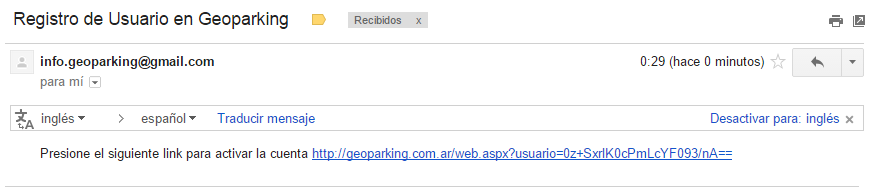 Registro de Usuario en Geoparking Recibidos x
info.geoparking@gmail.com 0:29 (hace 0 minutos)
para mí
inglés español Traducir mensaje Desactivar para: inglés ×
Presione el siguiente link para activar la cuenta http://geoparking.com.ar/web.aspx?usuario=0z+SxrlK0cPmLcYF093/nA==